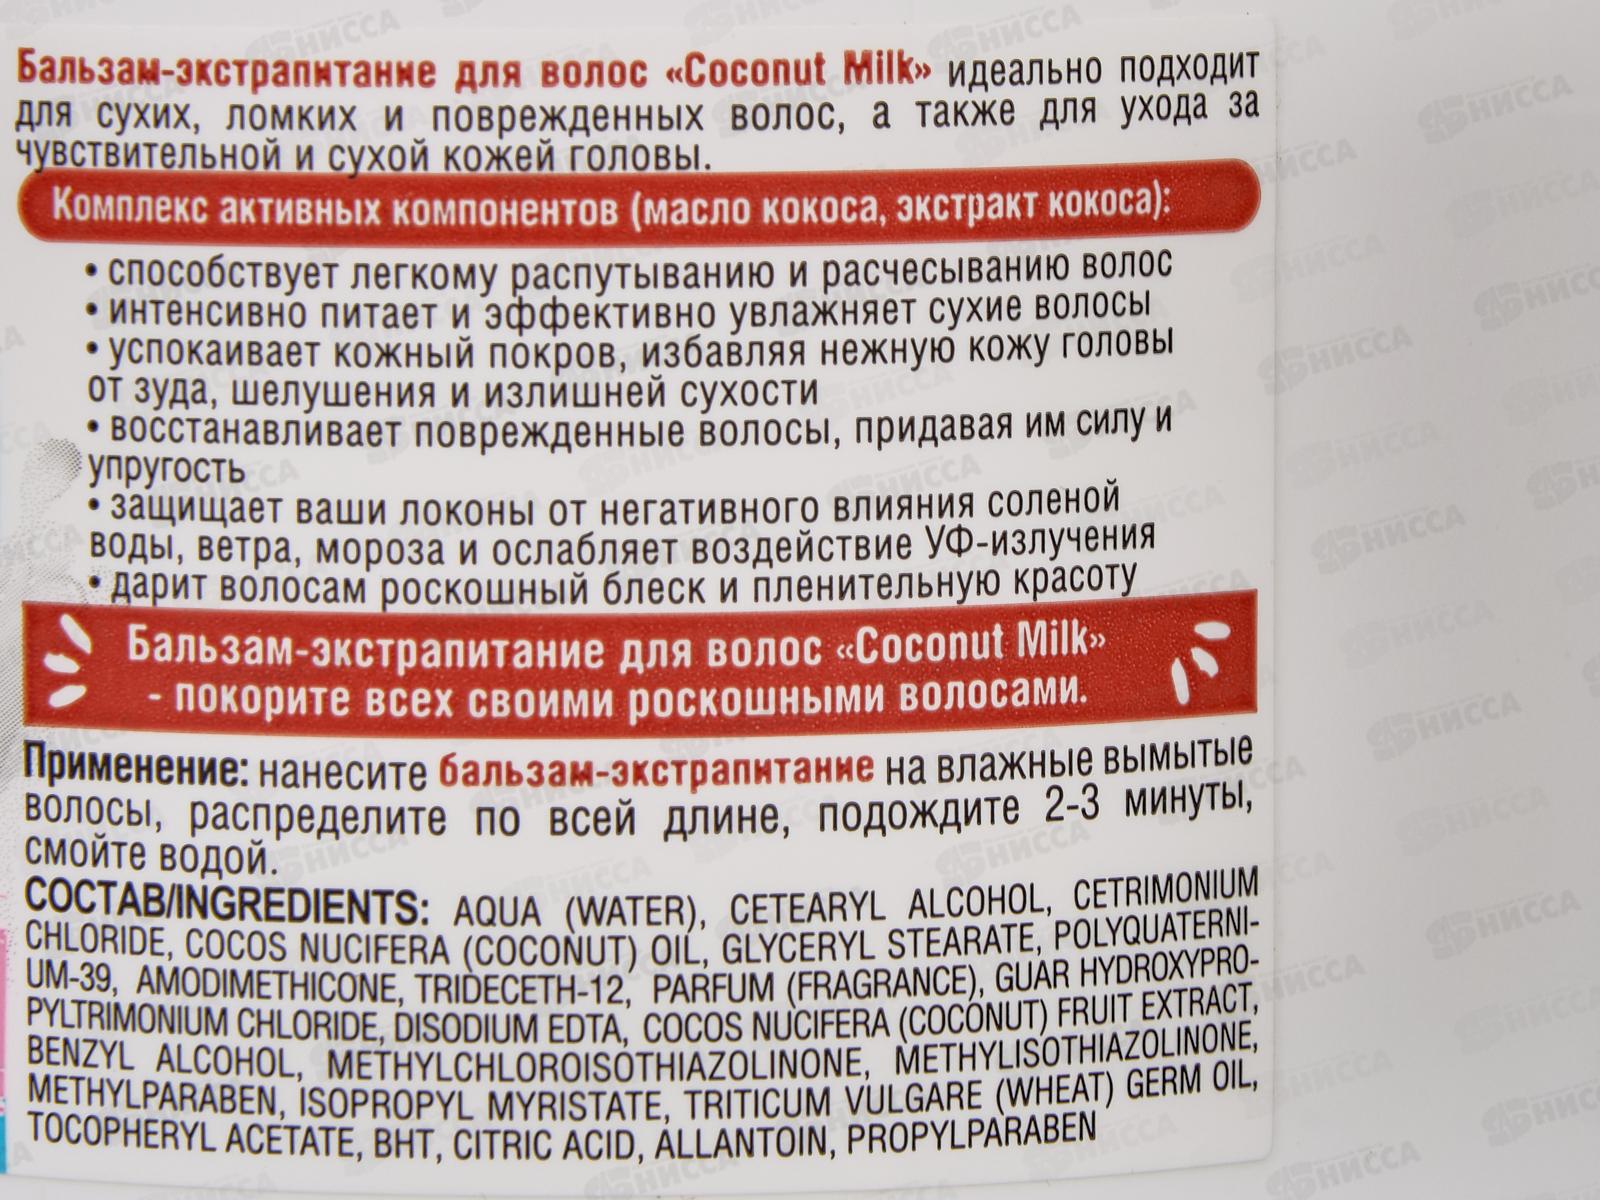 Бальзам-экстрапитание для волос «Coconut Milk» идеально подходит
для сухих, ломких и поврежденных волос, а также для ухода за
чувствительной и сухой кожей головы.
Комплекс активных компонентов (масло кокоса, экстракт кокоса):
• способствует легкому распутыванию и расчесыванию волос
• интенсивно питает и эффективно увлажняет сухие волосы
• успокаивает кожный покров, избавляя нежную кожу головы
от зуда, шелушения и излишней сухости
• восстанавливает поврежденные волосы, придавая им силу и
упругость
• защищает ваши локоны от негативного влияния соленой
воды, ветра, мороза и ослабляет воздействие УФ-излучения
• дарит волосам роскошный блеск и пленительную красоту
Бальзам-экстрапитание для волос «Coconut Milk»
- покорите всех своими роскошными волосами.
Применение: нанесите бальзам-экстрапитание на влажные вымытые
волосы, распределите по всей длине, подождите 2-3 минуты,
смойте водой.
СОСТАВ/INGREDIENTS: AQUA (WATER), CETEARYL ALCOHOL, CETRIMONIUM
CHLORIDE, COCOS NUCIFERA (COCONUT) OIL, GLYCERYL STEARATE, POLYQUATERNI-
UM-39, AMODIMETHICONE, TRIDECETH-12, PARFUM (FRAGRANCE), GUAR HYDROXYPRO-
PYLTRIMONIUM CHLORIDE, DISODIUM EDTA, COCOS NUCIFERA (COCONUT) FRUIT EXTRACT,
BENZYL ALCOHOL, METHYLCHLOROISOTHIAZOLINONE, METHYLISOTHIAZOLINONE,
METHYLPARABEN, ISOPROPYL MYRISTATE, TRITICUM VULGARE (WHEAT) GERM OIL,
TOCOPHERYL ACETATE, BHT, CITRIC ACID, ALLANTOIN, PROPYLPARABEN
НИССА